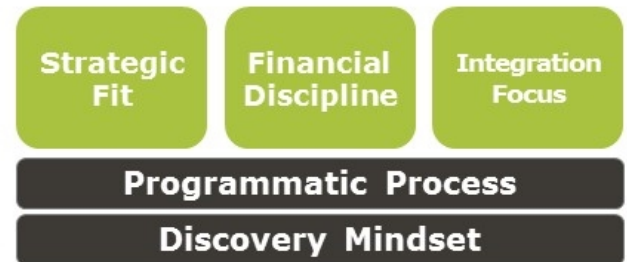 Strategic
Fit
Financial
Discipline
Integration
Focus
Programmatic Process
Discovery Mindset